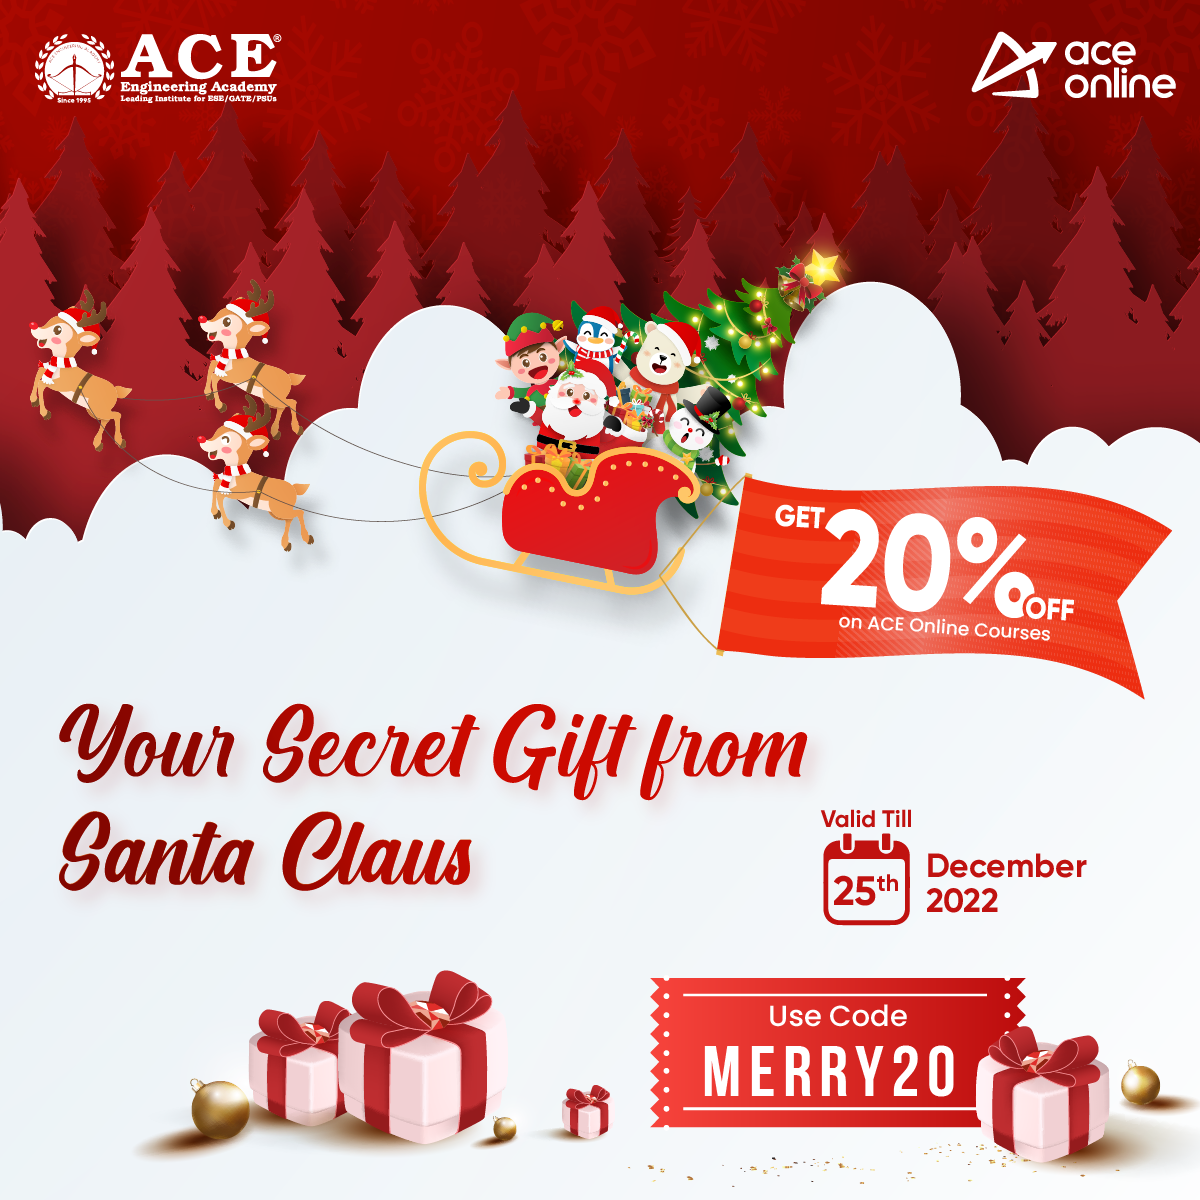 ACE®
Engineering Academy
Leading Institute for ESE/GATE/PSUs
Since 1995
ace
online
GET
20%
OFF
on ACE Online Courses
Your Secret Gift from
Santa Claus
Valid Till
25th
December
2022
Use Code
MERRY20